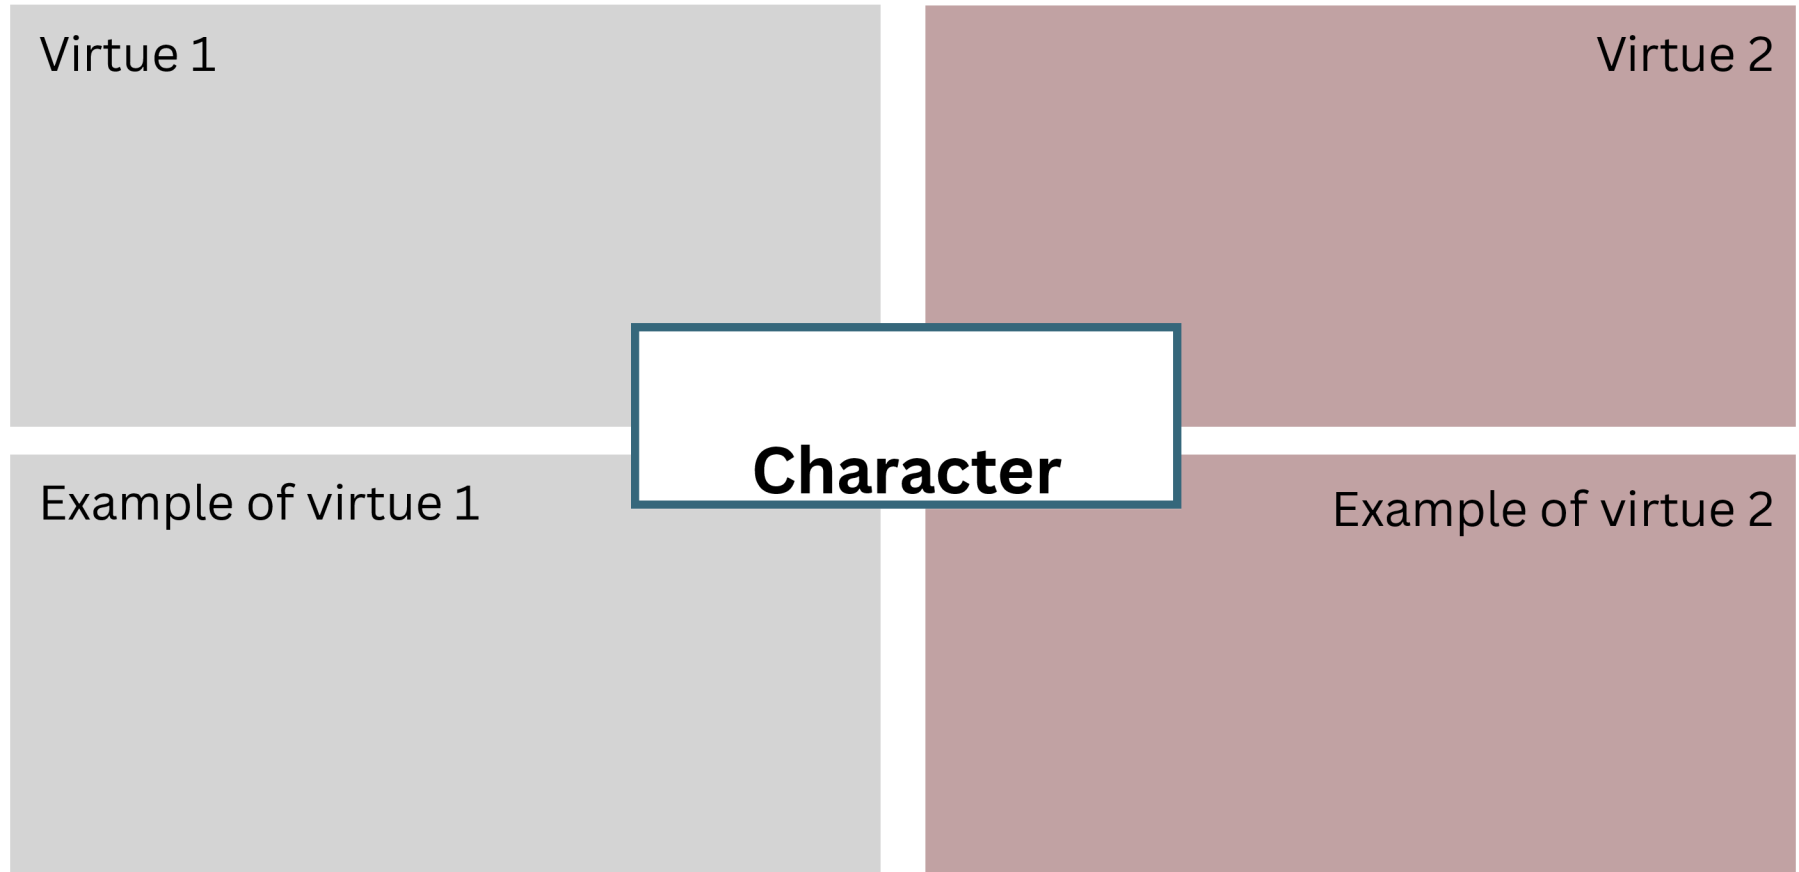 Virtue 1
Virtue 2
Character
Example of virtue 1
Example of virtue 2